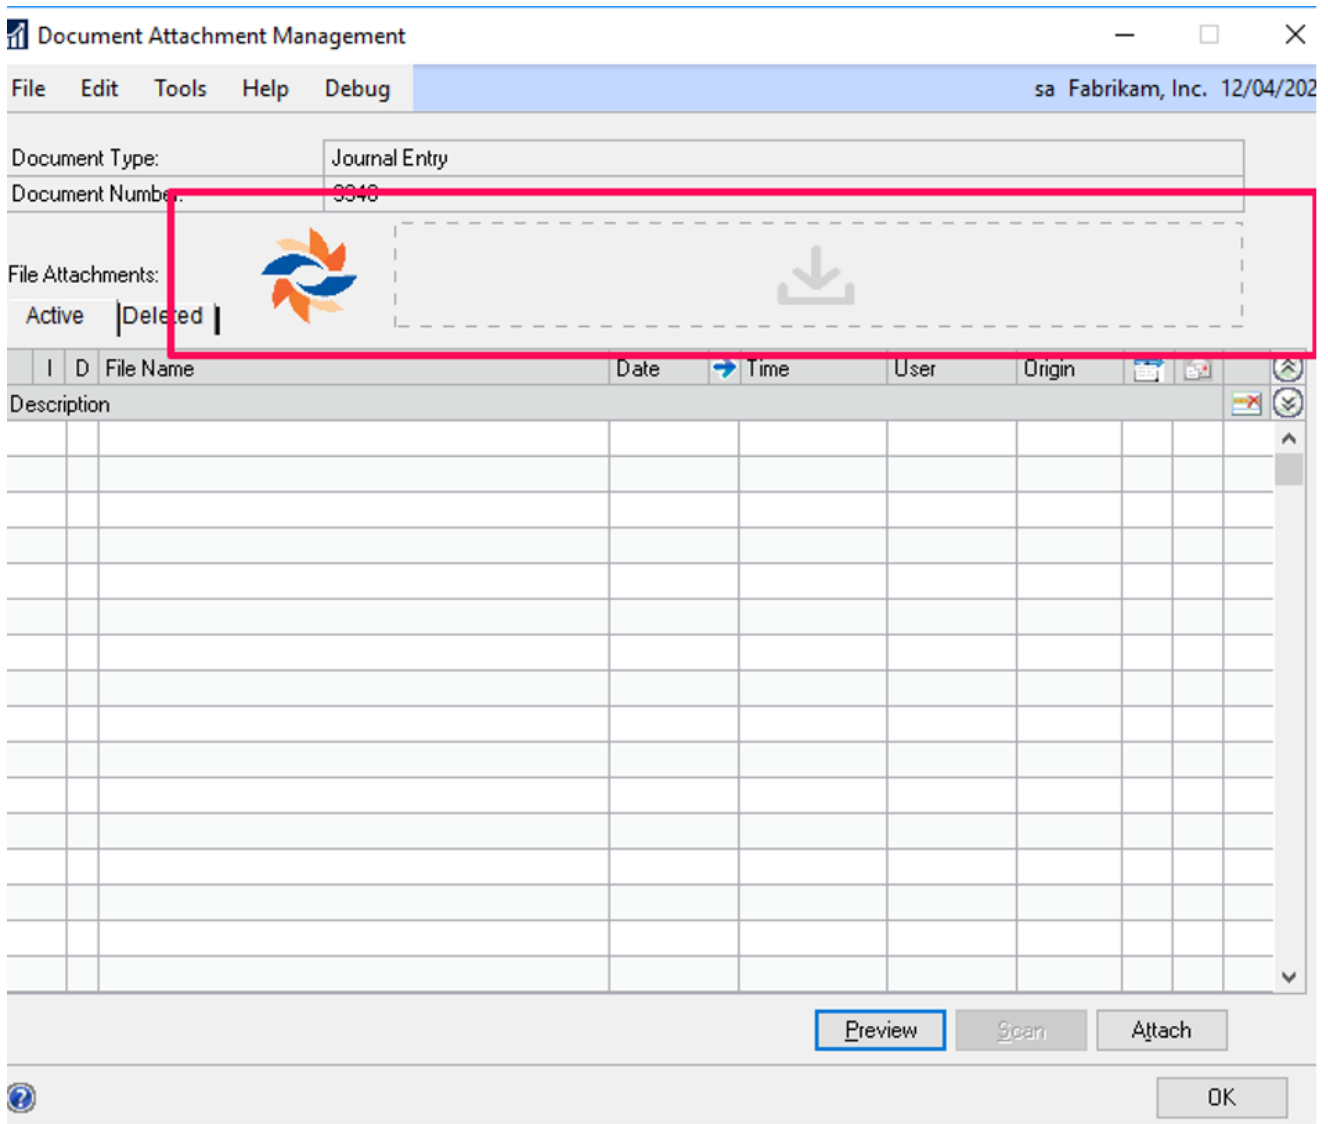 Document Attachment Management
File Edit Tools Help Debug sa Fabrikam, Inc. 12/04/202
Document Type: Journal Entry
Document Number:
File Attachments:
Active Deleted
I D File Name Date Time User Origin
Description
Preview Scan Attach
OK